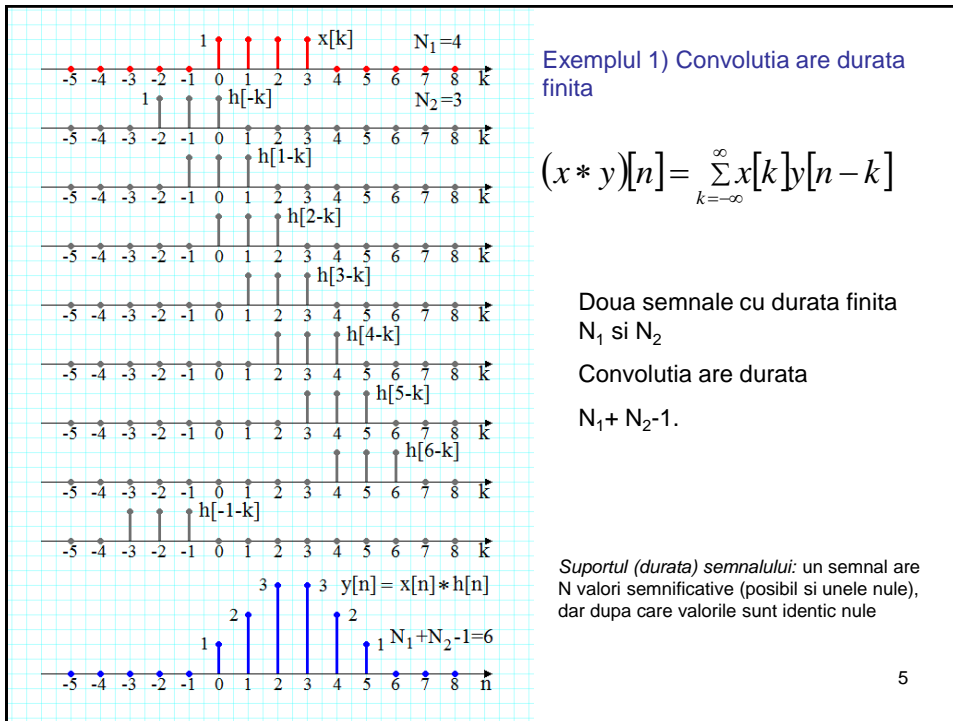 1 x[k] N₁=4
-5 -4 -3 -2 -1 0 1 2 3 4 5 6 7 8 k
1 h[-k] N₂=3
-5 -4 -3 -2 -1 0 1 2 3 4 5 6 7 8 k
h[1-k]
-5 -4 -3 -2 -1 0 1 2 3 4 5 6 7 8 k
h[2-k]
-5 -4 -3 -2 -1 0 1 2 3 4 5 6 7 8 k
h[3-k]
-5 -4 -3 -2 -1 0 1 2 3 4 5 6 7 8 k
h[4-k]
-5 -4 -3 -2 -1 0 1 2 3 4 5 6 7 8 k
h[5-k]
-5 -4 -3 -2 -1 0 1 2 3 4 5 6 7 8 k
h[6-k]
-5 -4 -3 -2 -1 0 1 2 3 4 5 6 7 8 k
h[-1-k]
-5 -4 -3 -2 -1 0 1 2 3 4 5 6 7 8 k
3 3 y[n] = x[n]*h[n]
2 2
1 1 N₁+N₂-1=6
-5 -4 -3 -2 -1 0 1 2 3 4 5 6 7 8 n
Exemplul 1) Convolutia are durata
finita
(x * y)[n] = ∑_{k=-∞}^{∞} x[k]y[n − k]
Doua semnale cu durata finita
N₁ si N₂
Convolutia are durata
N₁+ N₂-1.
Suportul (durata) semnalului: un semnal are
N valori semnificative (posibil si unele nule),
dar dupa care valorile sunt identic nule
5